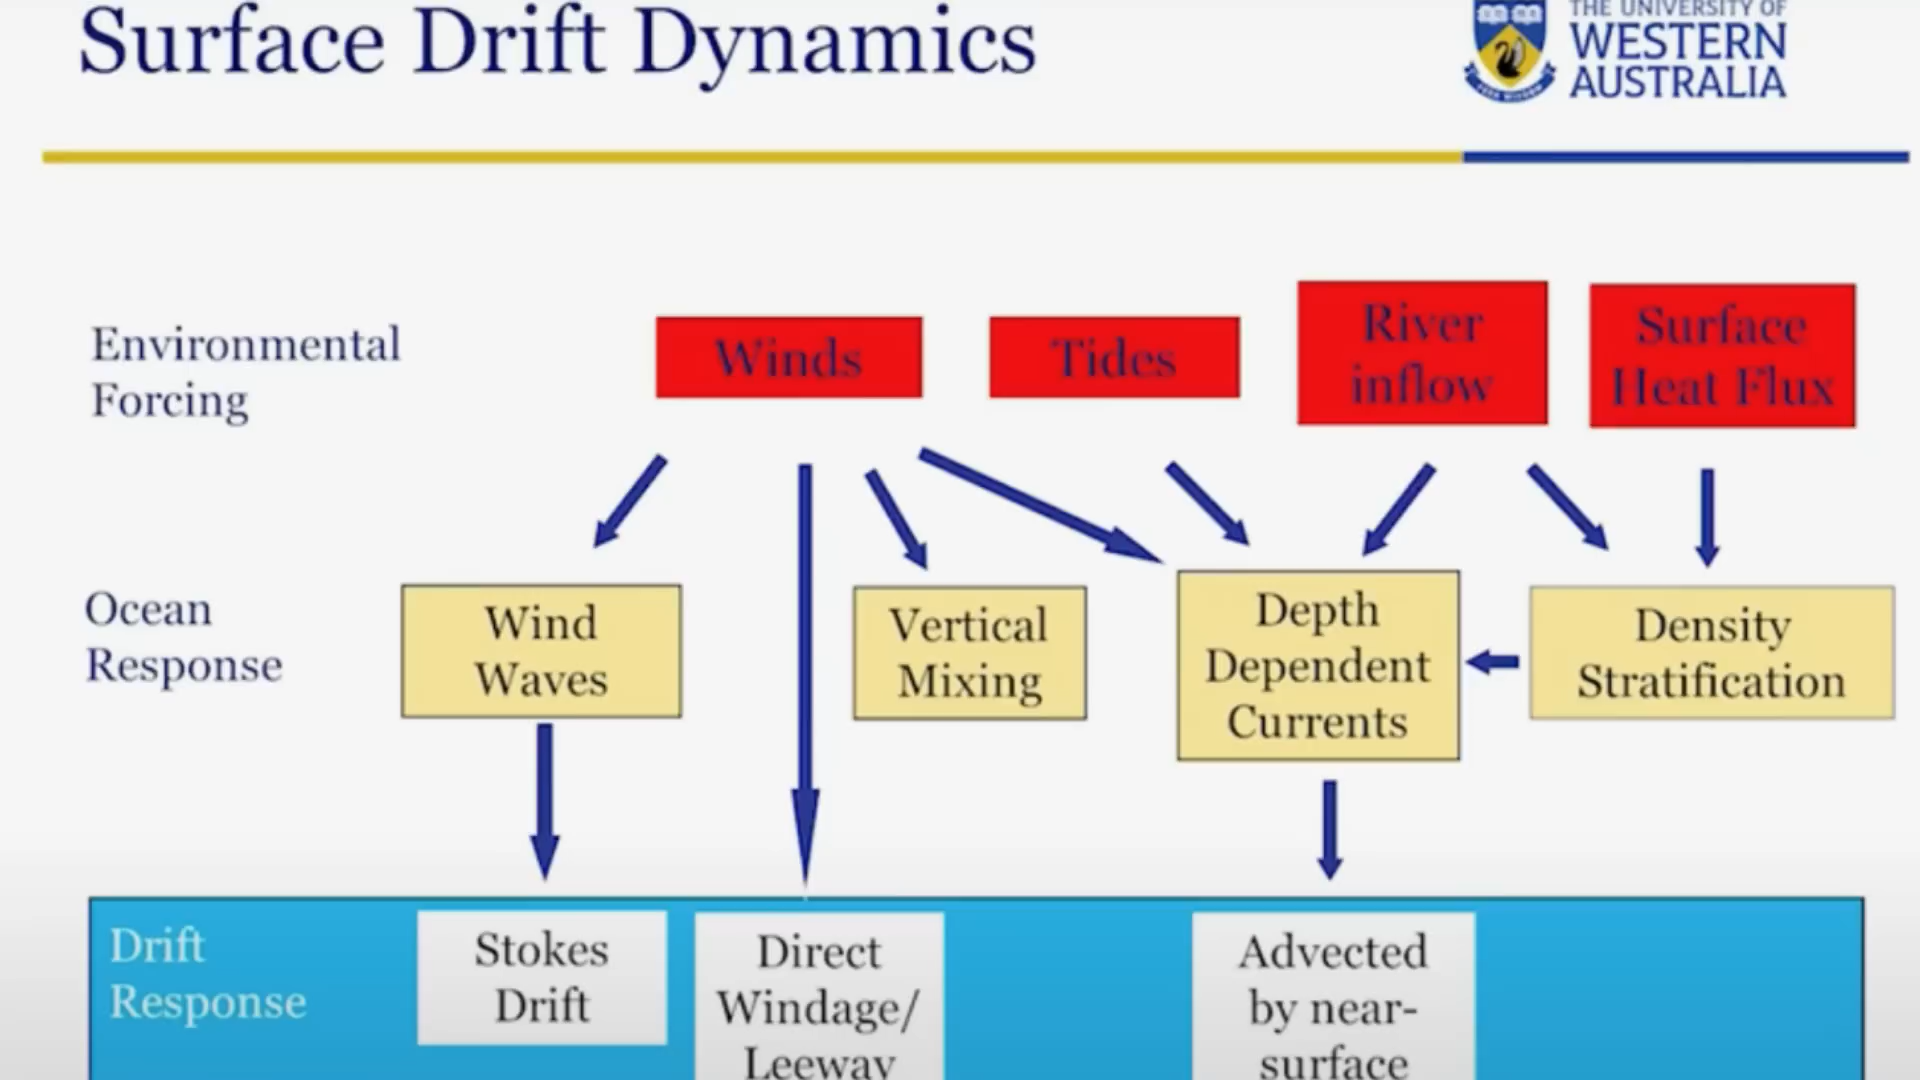 Surface Drift Dynamics
THE UNIVERSITY OF
WESTERN
AUSTRALIA
Environmental
Forcing
Winds
Tides
River
inflow
Surface
Heat Flux
Ocean
Response
Wind
Waves
Vertical
Mixing
Depth
Dependent
Currents
Density
Stratification
Drift
Response
Stokes
Drift
Direct
Windage/
Leeway
Advected
by near-
surface